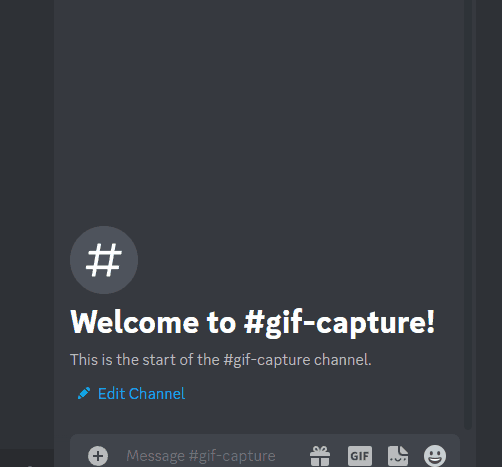 #
Welcome to #gif-capture!
This is the start of the #gif-capture channel.
Edit Channel
Message #gif-capture
GIF